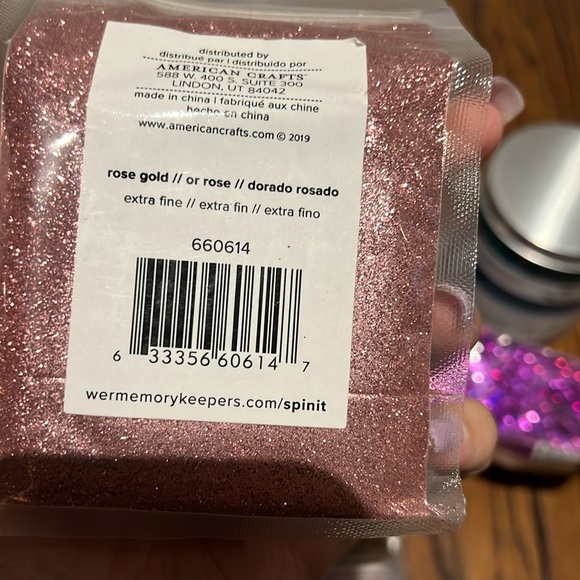 distributed by
distribué par | distribuido por
AMERICAN CRAFTS™
588 W. 400 S. SUITE 300
LINDON, UT 84042
made in china | fabriqué aux chine
hecho en china
www.americancrafts.com © 2019
rose gold // or rose // dorado rosado
extra fine // extra fin // extra fino
660614
6 33356 60614 7
wermemorykeepers.com/spinit